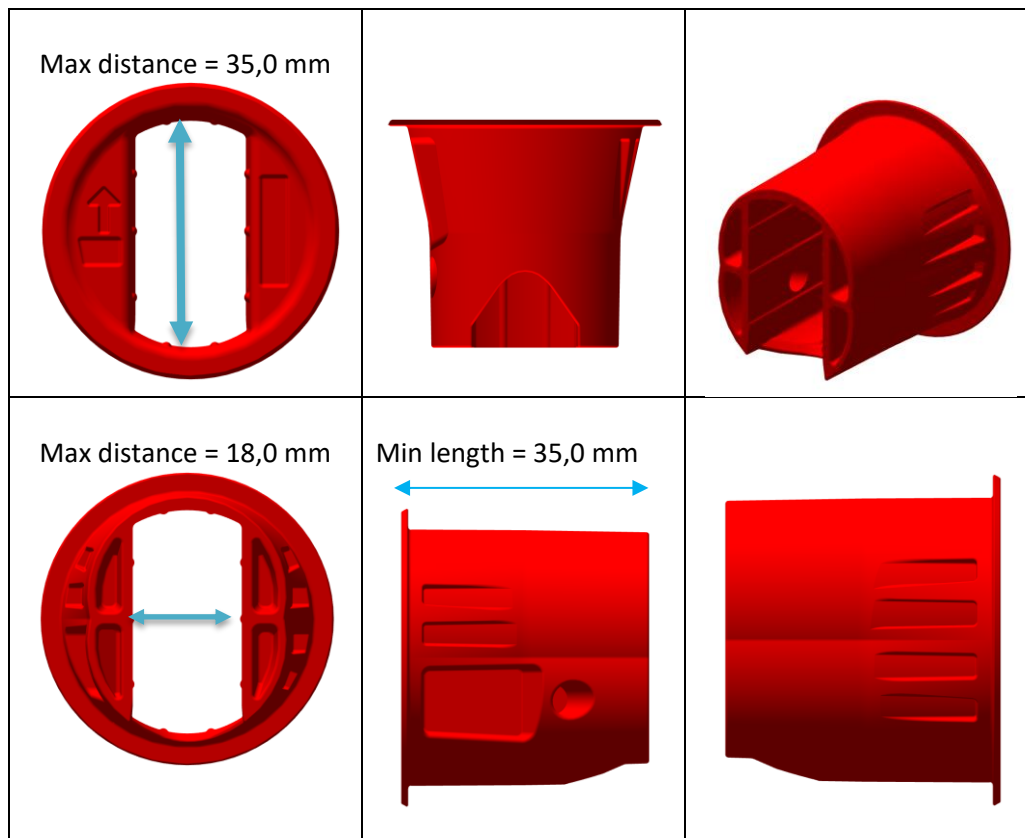 Max distance = 35,0 mm
Max distance = 18,0 mm
Min length = 35,0 mm